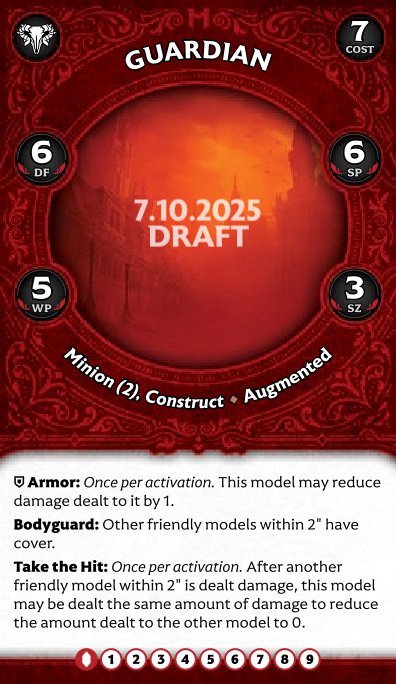 7
COST
GUARDIAN
6
DF
6
SP
7.10.2025
DRAFT
5
WP
3
SZ
Minion (2), Construct • Augmented
Armor: Once per activation. This model may reduce
damage dealt to it by 1.
Bodyguard: Other friendly models within 2" have
cover.
Take the Hit: Once per activation. After another
friendly model within 2" is dealt damage, this model
may be dealt the same amount of damage to reduce
the amount dealt to the other model to 0.
1 2 3 4 5 6 7 8 9